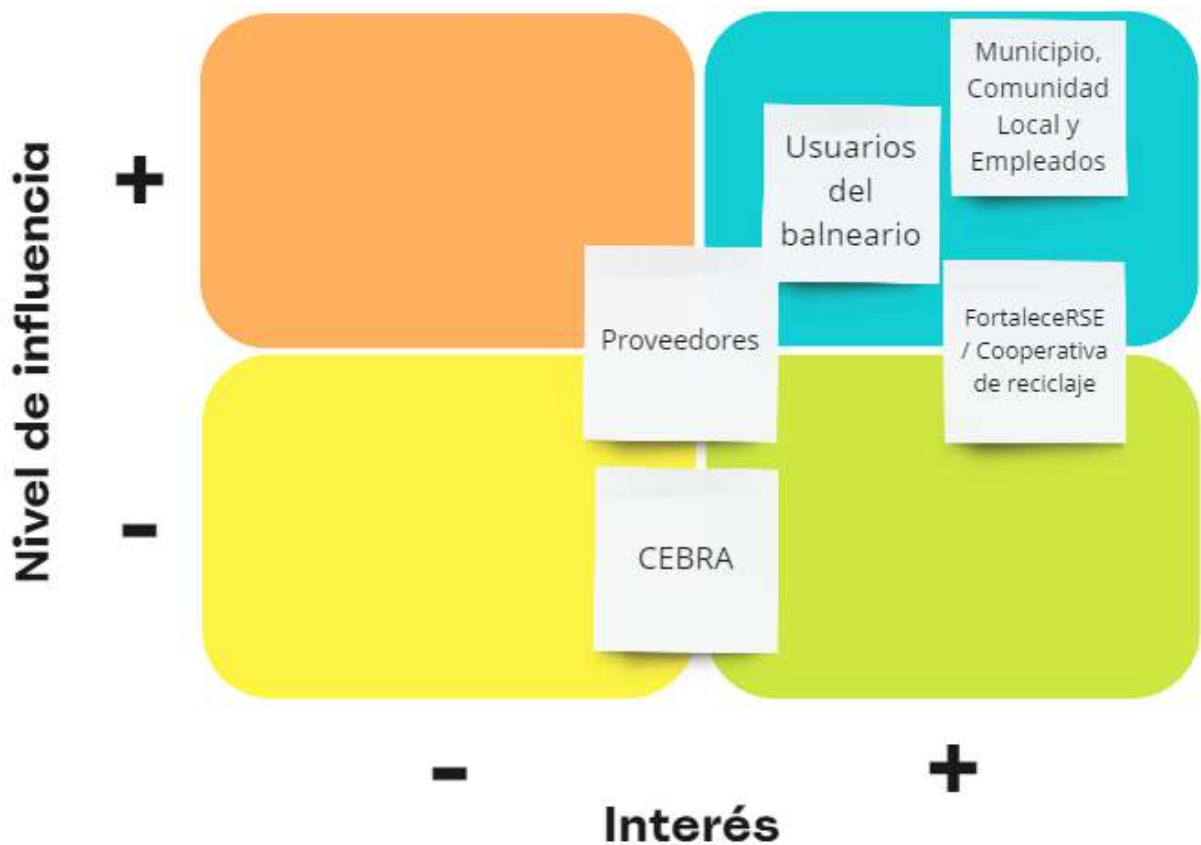 Nivel de influencia
+
-
Municipio,
Comunidad
Local y
Empleados
Usuarios
del
balneario
Proveedores
FortaleceRSE
/ Cooperativa
de reciclaje
CEBRA
-
+
Interés